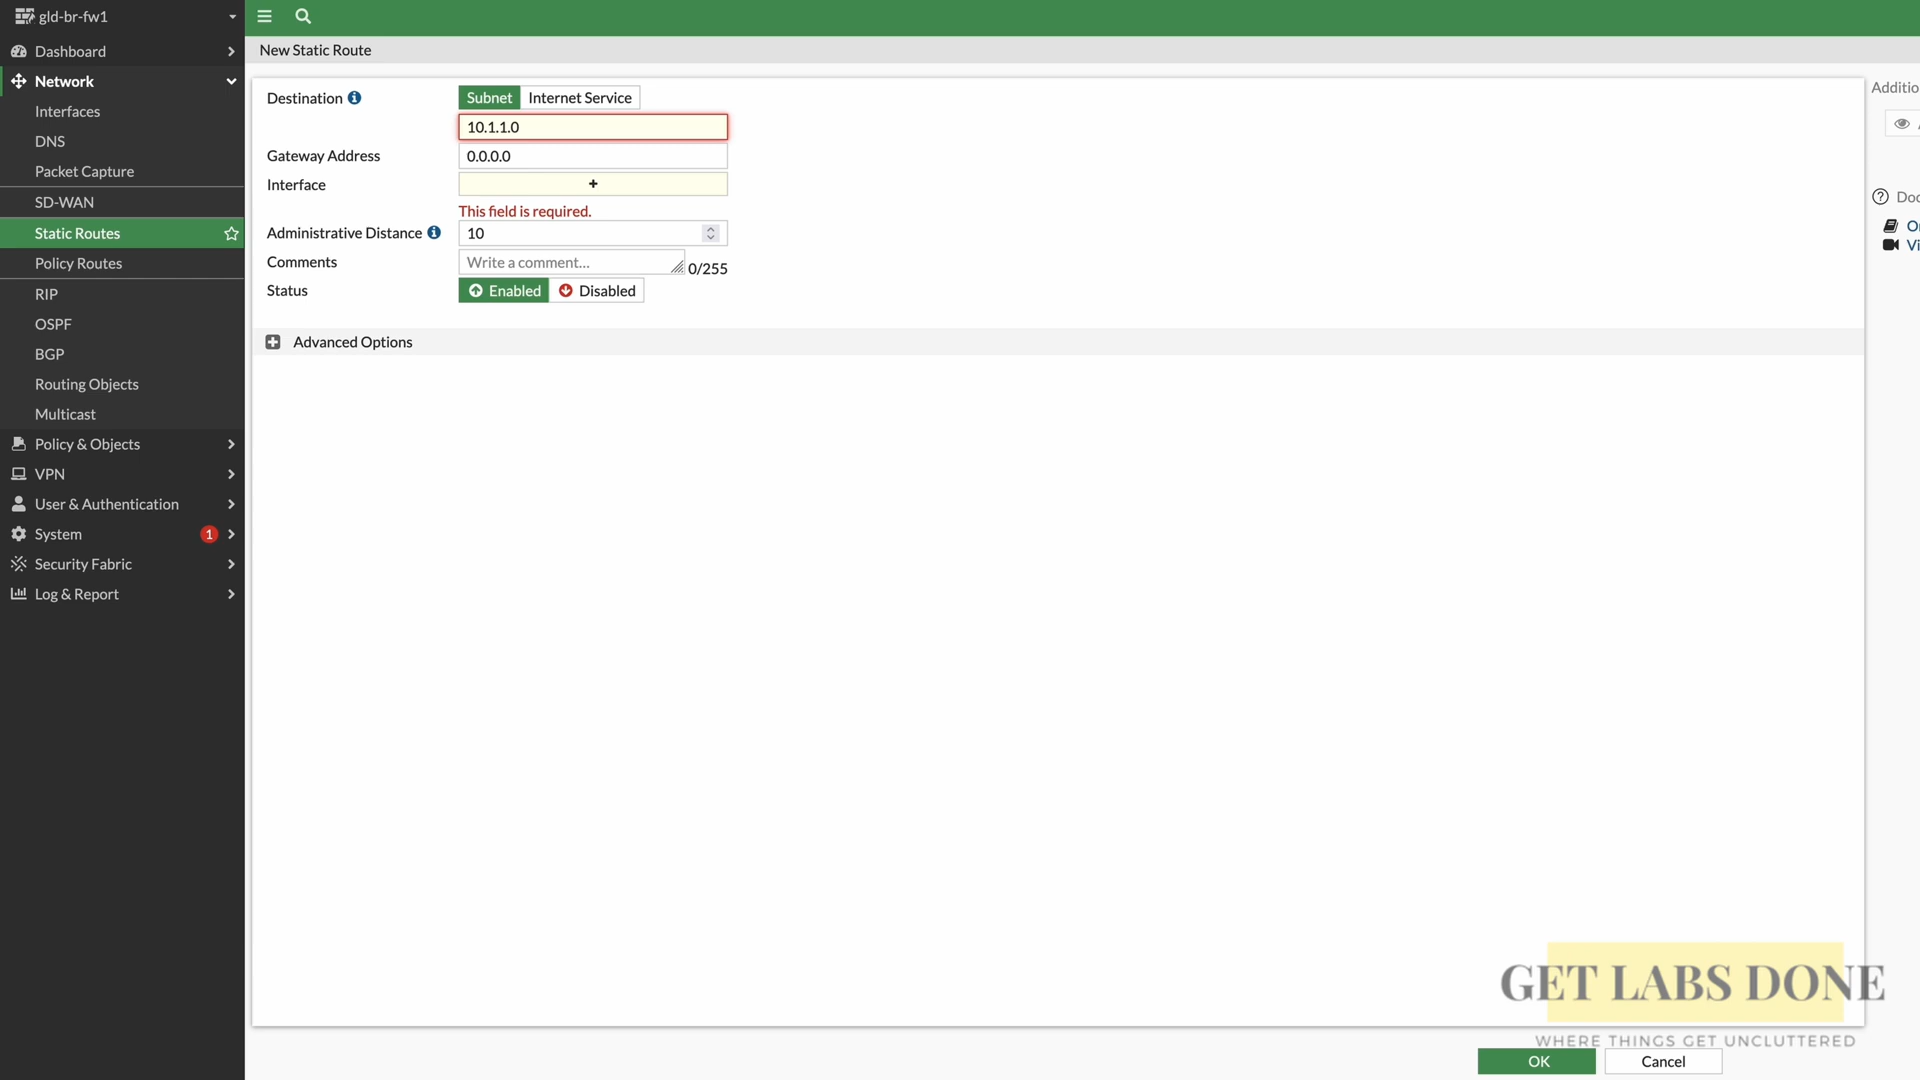 gld-br-fw1
Dashboard
Network
Interfaces
DNS
Packet Capture
SD-WAN
Static Routes
Policy Routes
RIP
OSPF
BGP
Routing Objects
Multicast
Policy & Objects
VPN
User & Authentication
System 1
Security Fabric
Log & Report
New Static Route
Destination Subnet Internet Service
10.1.1.0
Gateway Address 0.0.0.0
Interface
This field is required.
Administrative Distance 10
Comments Write a comment... 0/255
Status Enabled Disabled
Advanced Options
Additio
Doc
GET LABS DONE
WHERE THINGS GET UNCLUTTERED
OK Cancel